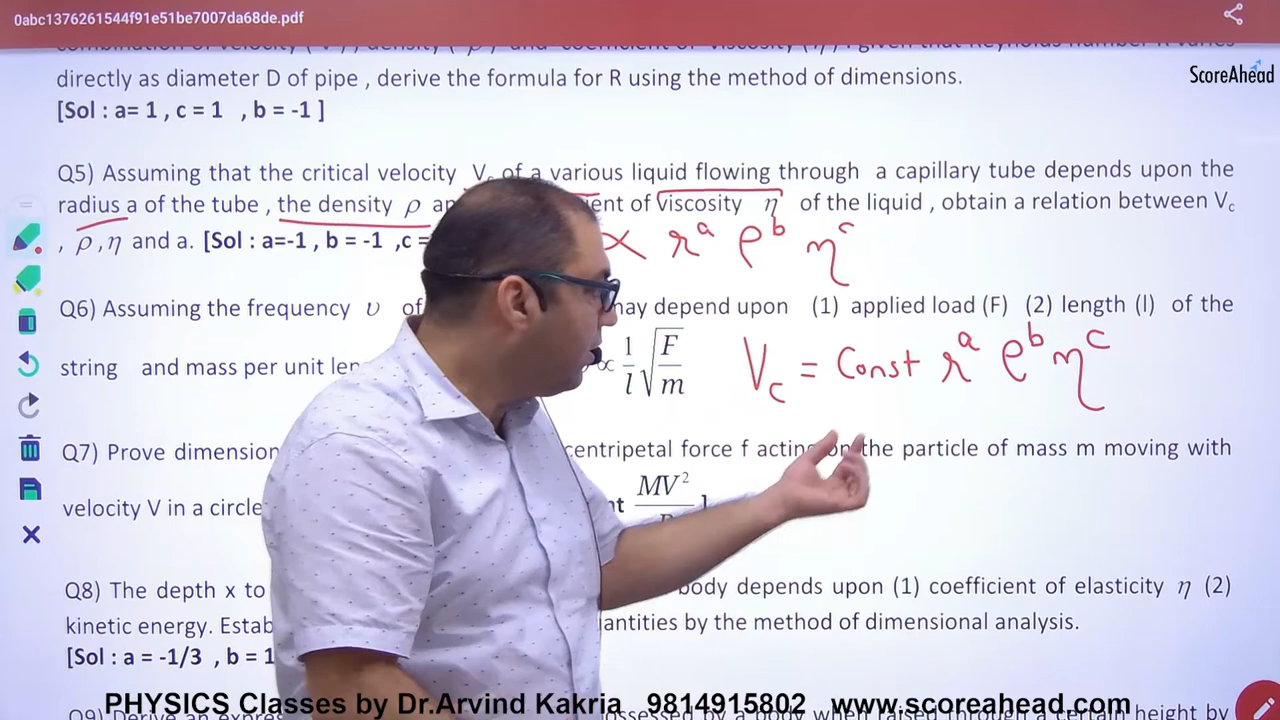 0abc1376261544f91e51be7007da68de.pdf
ScoreAhead
directly as diameter D of pipe , derive the formula for R using the method of dimensions.
[Sol : a= 1 , c = 1 , b = -1 ]
Q5) Assuming that the critical velocity Vc of a various liquid flowing through a capillary tube depends upon the
radius a of the tube , the density ρ of viscosity η of the liquid , obtain a relation between Vc
, ρ , η and a. [Sol : a=-1 , b = -1 ,c =
∝ r^a ρ^b η^c
Q6) Assuming the frequency υ of may depend upon (1) applied load (F) (2) length (l) of the
string and mass per unit ∝ 1/l √(F/m)
Vc = Const r^a ρ^b η^c
Q7) Prove centripetal force f acting on the particle of mass m moving with
velocity V in a circle MV²
Q8) The depth x to body depends upon (1) coefficient of elasticity η (2)
kinetic energy. by the method of dimensional analysis.
[Sol : a = -1/3 , b = 1
PHYSICS Classes by Dr.Arvind Kakria 9814915802 www.scoreahead.com